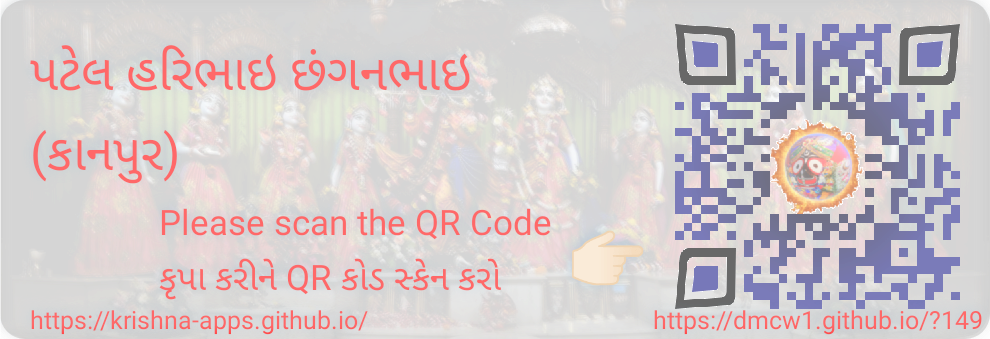 પટેલ હરિભાઇ છંગનભાઇ
(કાનપુર)
Please scan the QR Code
કૃપા કરીને QR કોડ સ્કેન કરો
https://krishna-apps.github.io/
https://dmcw1.github.io/?149